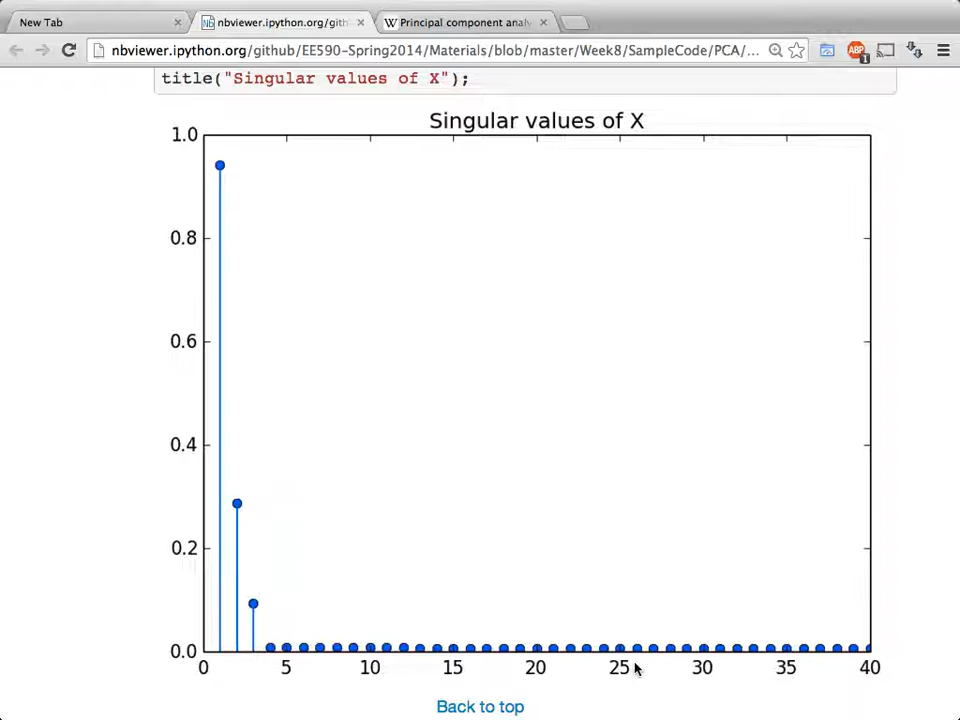 New Tab
nbviewer.ipython.org/gith
Principal component analy
nbviewer.ipython.org/github/EE590-Spring2014/Materials/blob/master/Week8/SampleCode/PCA/...
title("Singular values of X");
Singular values of X
1.0
0.8
0.6
0.4
0.2
0.0
0 5 10 15 20 25 30 35 40
Back to top